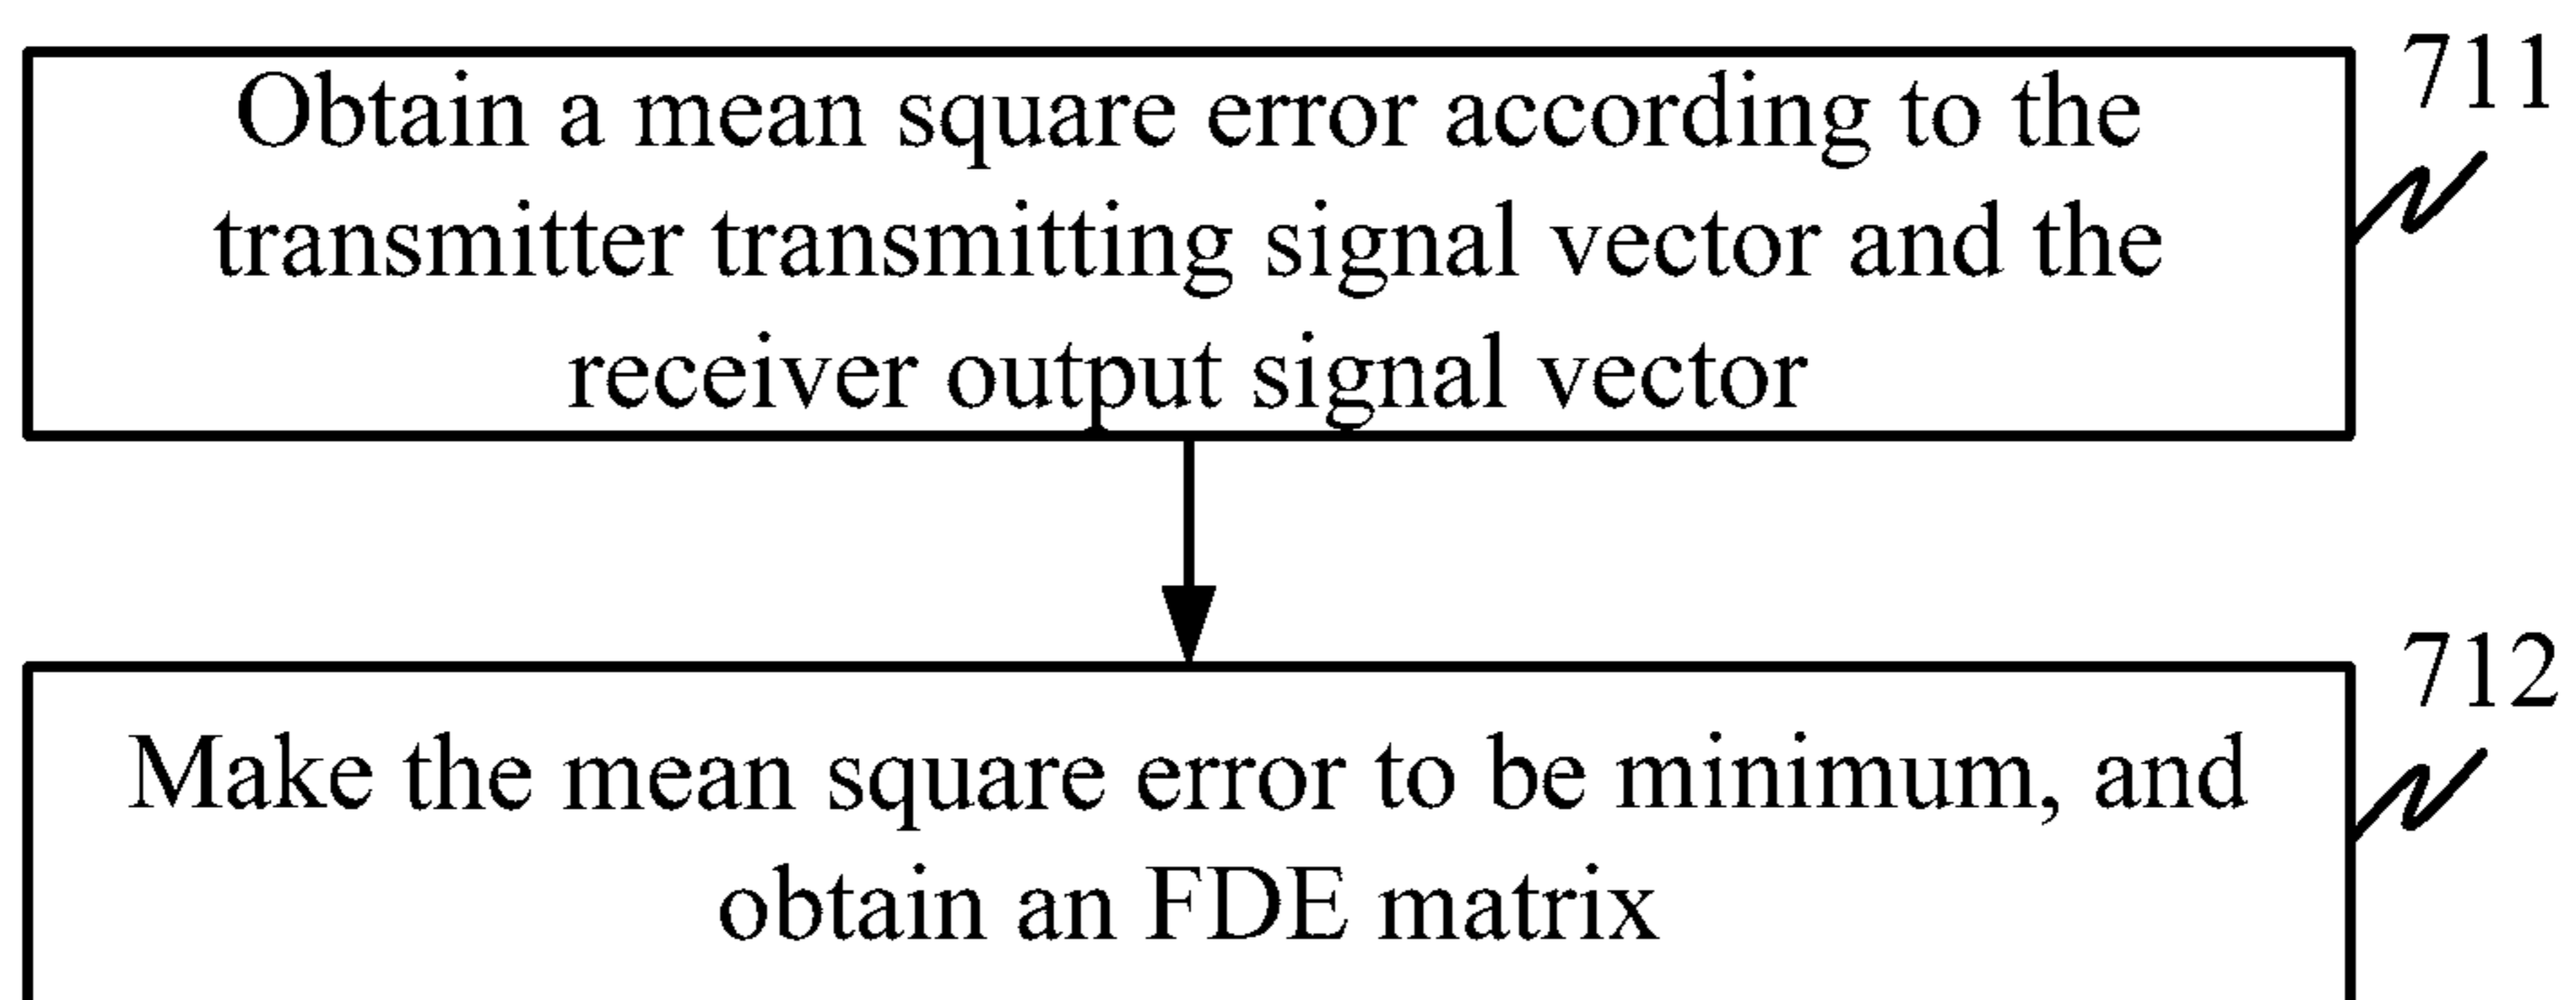 711
Obtain a mean square error according to the
transmitter transmitting signal vector and the
receiver output signal vector
712
Make the mean square error to be minimum, and
obtain an FDE matrix